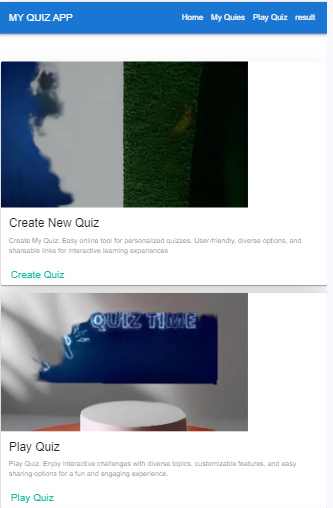 MY QUIZ APP
Home My Quies Play Quiz result
Create New Quiz
Create My Quiz: Easy online tool for personalized quizzes. User-friendly, diverse options, and
shareable links for interactive learning experiences
Create Quiz
QUIZ TIME
Play Quiz
Play Quiz: Enjoy interactive challenges with diverse topics, customizable features, and easy
sharing options for a fun and engaging experience.
Play Quiz